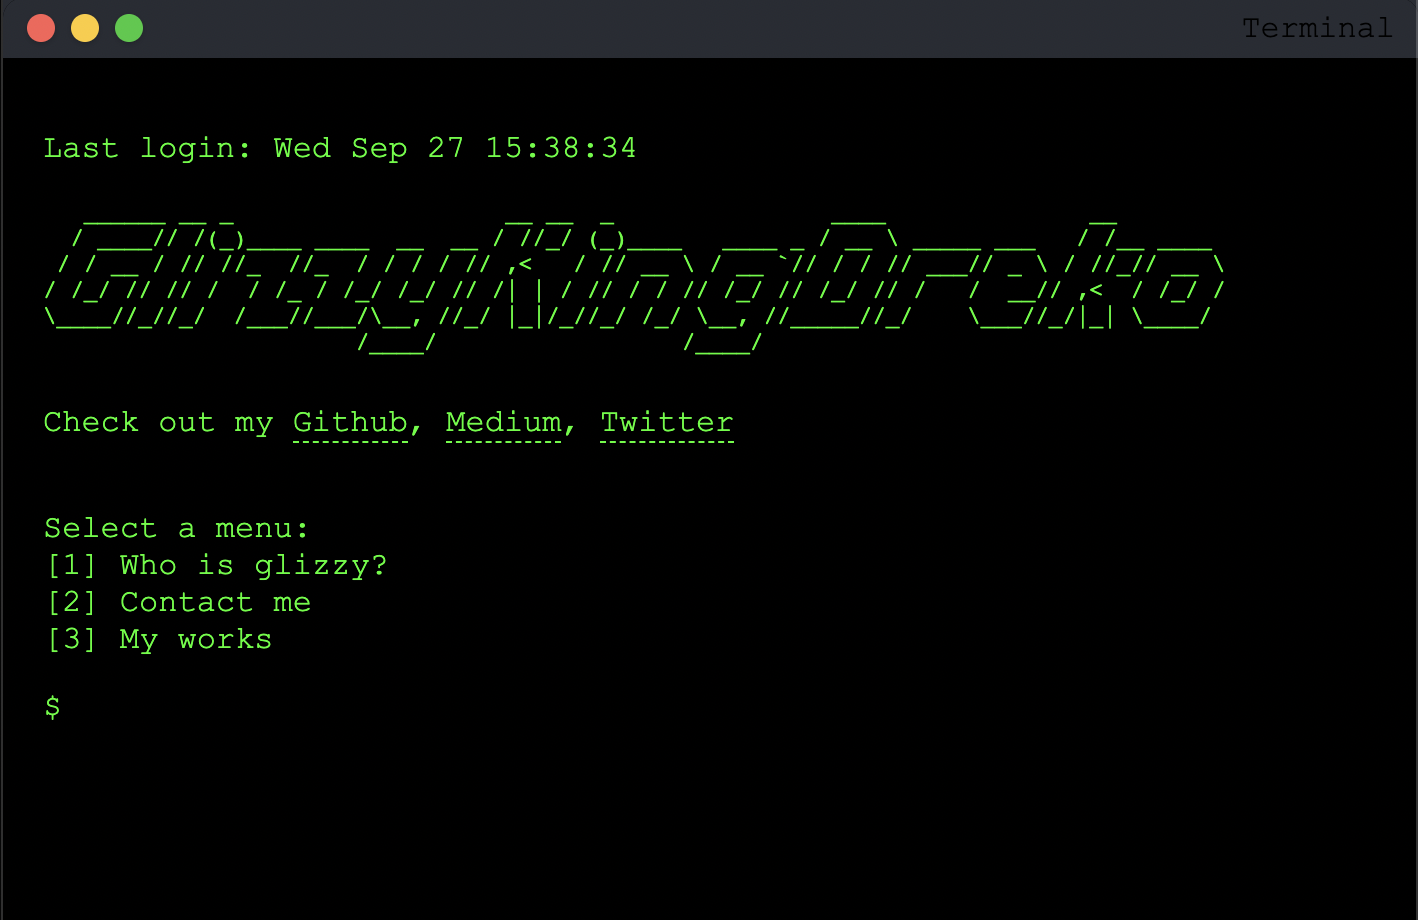 Terminal
Last login: Wed Sep 27 15:38:34
GlizzyKingDreko
Check out my Github, Medium, Twitter
Select a menu:
[1] Who is glizzy?
[2] Contact me
[3] My works
$